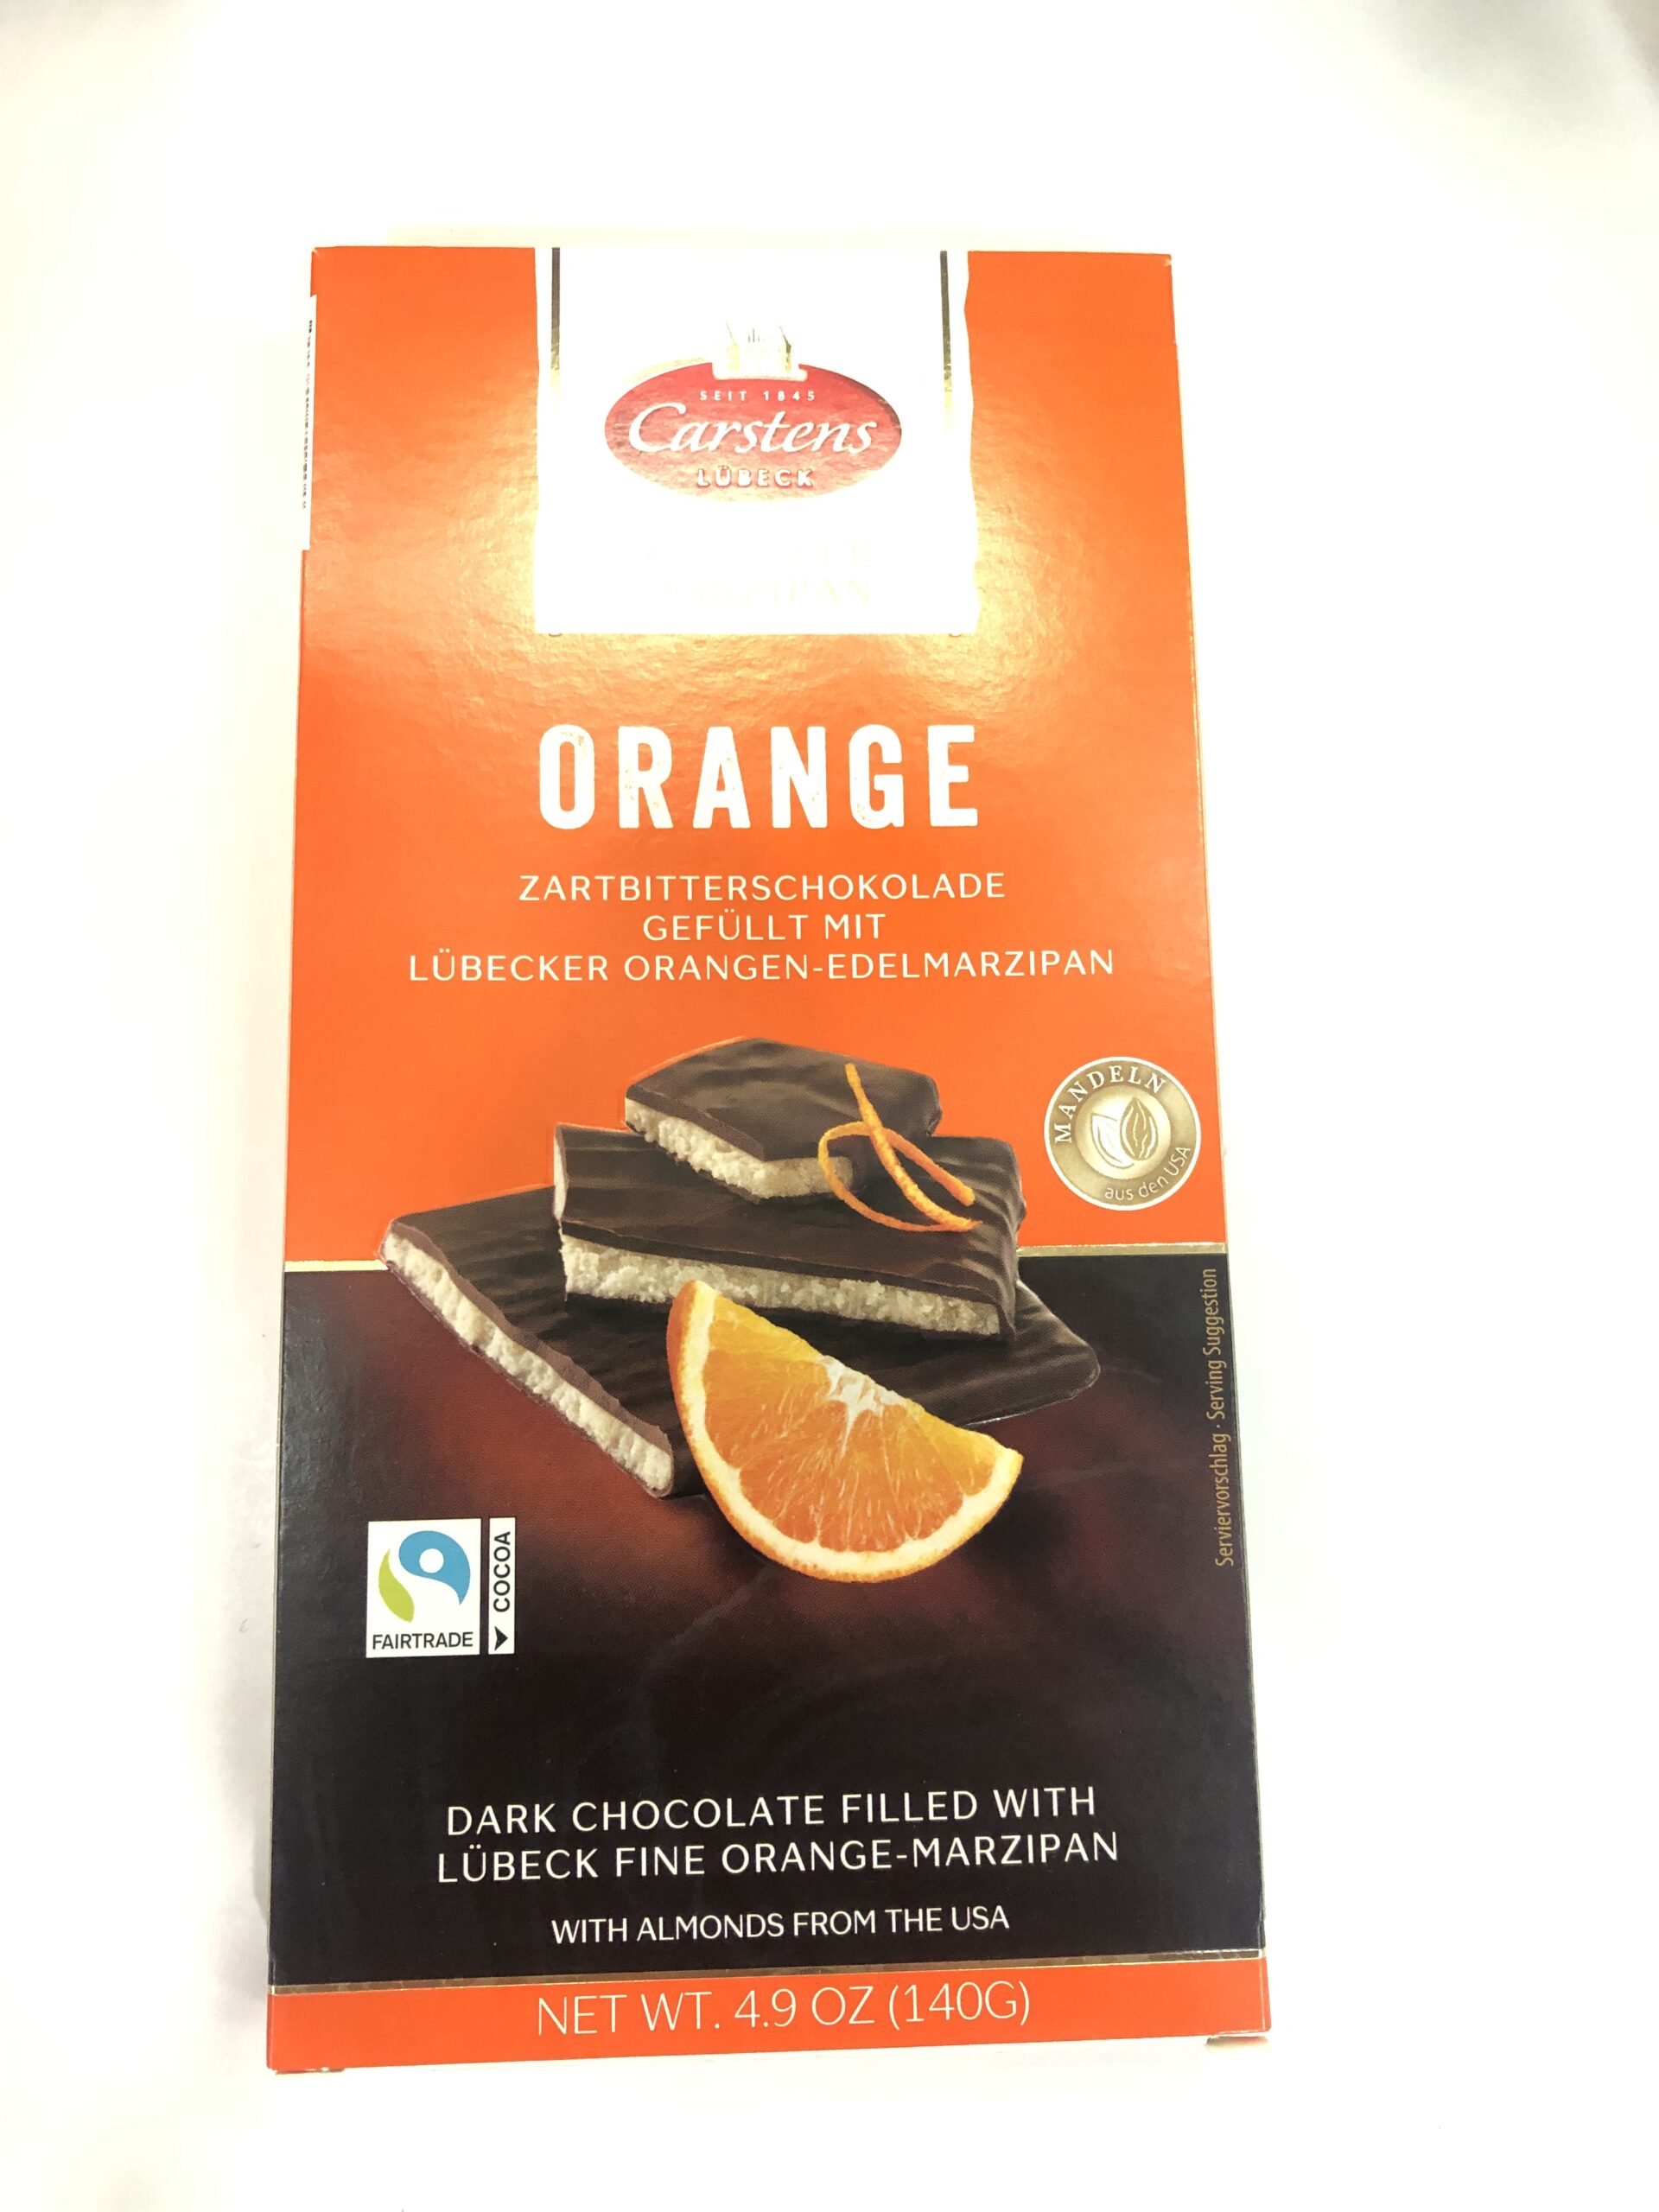 SEIT 1845
Carstens
LÜBECK
ORANGE
ZARTBITTERSCHOKOLADE
GEFÜLLT MIT
LÜBECKER ORANGEN-EDELMARZIPAN
MANDELN
aus den USA
Serviervorschlag · Serving Suggestion
FAIRTRADE
COCOA
DARK CHOCOLATE FILLED WITH
LÜBECK FINE ORANGE-MARZIPAN
WITH ALMONDS FROM THE USA
NET WT. 4.9 OZ (140G)